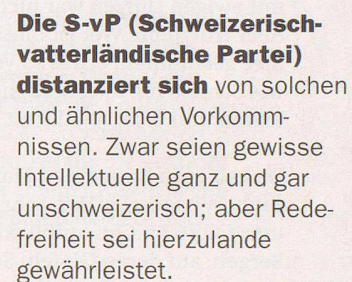 Die S-vP (Schweizerisch-
vatterländische Partei)
distanziert sich von solchen
und ähnlichen Vorkomm-
nissen. Zwar seien gewisse
Intellektuelle ganz und gar
unschweizerisch; aber Rede-
freiheit sei hierzulande
gewährleistet.